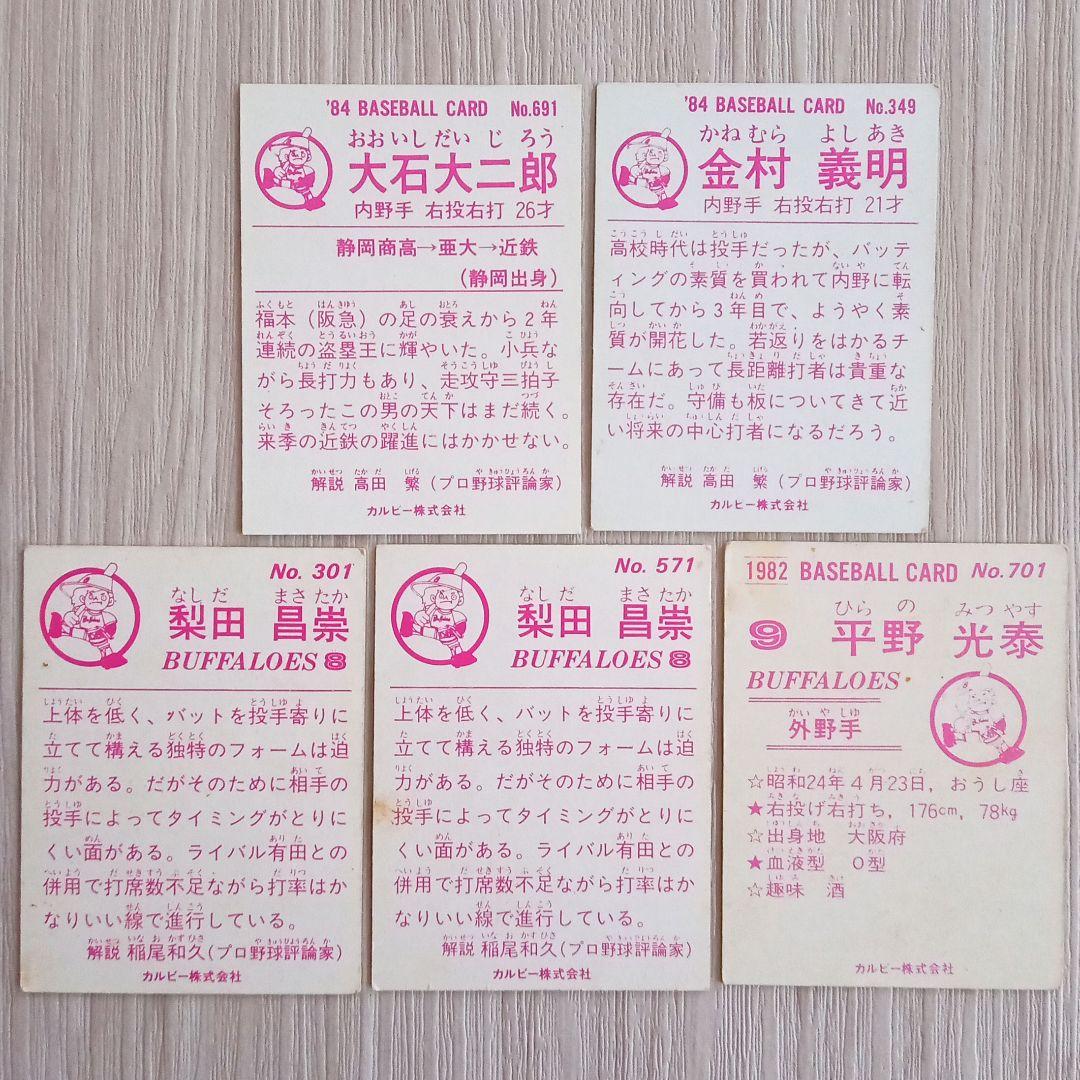 '84 BASEBALL CARD No.691
おおいしだいじろう
大石大二郎
内野手 右投右打 26才
静岡商高→亜大→近鉄
(静岡出身)
福本(阪急)の足の衰えから2年
連続の盗塁王に輝やいた。小兵な
がら長打力もあり、走攻守三拍子
そろったこの男の天下はまだ続く。
来季の近鉄の躍進にはかかせない。
解説 高田 繁(プロ野球評論家)
カルビー株式会社
'84 BASEBALL CARD No.349
かねむら よしあき
金村 義明
内野手 右投右打 21才
高校時代は投手だったが、バッテ
ィングの素質を買われて内野に転
向してから3年目で、ようやく素
質が開花した。若返りをはかるチ
ームにあって長距離打者は貴重な
存在だ。守備も板についてきて近
い将来の中心打者になるだろう。
解説 高田 繁(プロ野球評論家)
カルビー株式会社
No. 301
なしだ まさたか
梨田 昌崇
BUFFALOES 8
上体を低く、バットを投手寄りに
立てて構える独特のフォームは迫
力がある。だがそのために相手の
投手によってタイミングがとりに
くい面がある。ライバル有田との
併用で打席数不足ながら打率はか
なりいい線で進行している。
解説 稲尾和久(プロ野球評論家)
カルビー株式会社
No. 571
なしだ まさたか
梨田 昌崇
BUFFALOES 8
上体を低く、バットを投手寄りに
立てて構える独特のフォームは迫
力がある。だがそのために相手の
投手によってタイミングがとりに
くい面がある。ライバル有田との
併用で打席数不足ながら打率はか
なりいい線で進行している。
解説 稲尾和久(プロ野球評論家)
カルビー株式会社
1982 BASEBALL CARD No.701
ひらの みつやす
9 平野 光泰
BUFFALOES
がいやしゅ
外野手
☆昭和24年4月23日, おうし座
★右投げ右打ち, 176cm, 78kg
☆出身地 大阪府
★血液型 O型
☆趣味 酒
カルビー株式会社